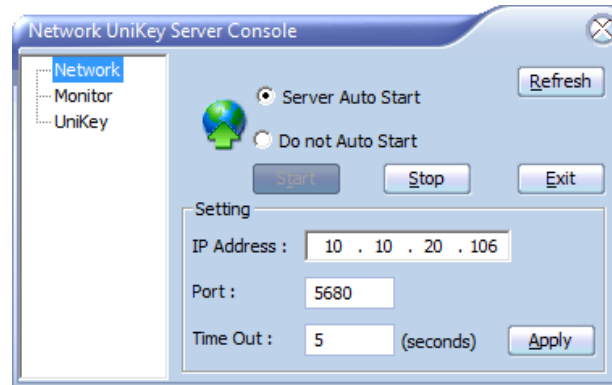 Network UniKey Server Console
Network
Monitor
UniKey
Server Auto Start
Refresh
Do not Auto Start
Start
Stop
Exit
Setting
IP Address : 10 . 10 . 20 . 106
Port : 5680
Time Out : 5 (seconds)
Apply